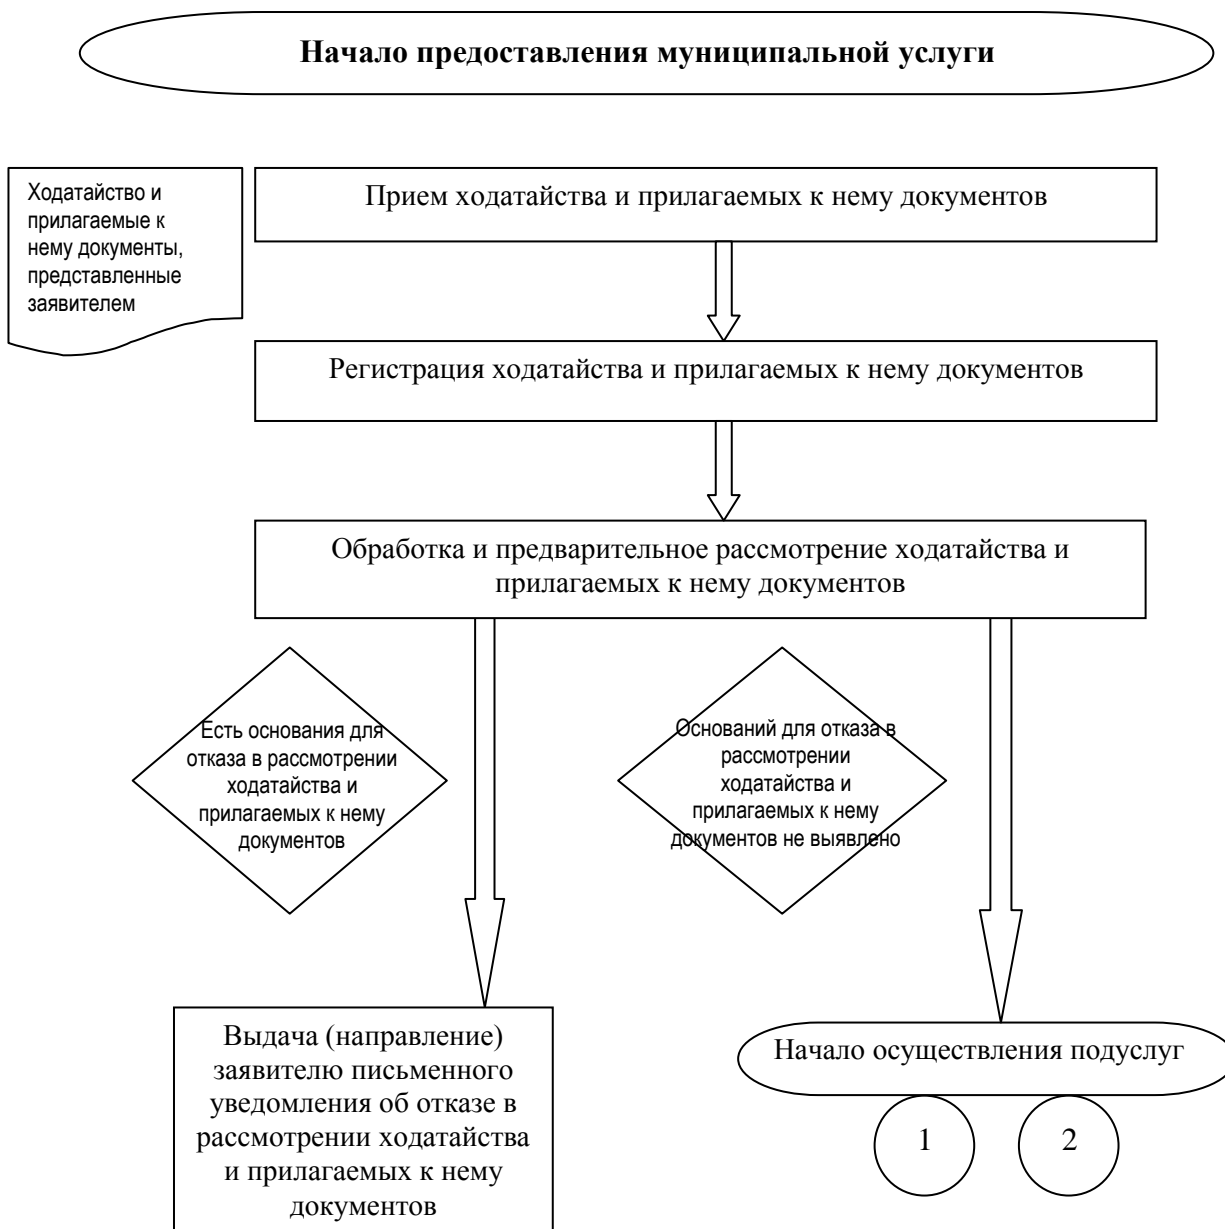 Начало предоставления муниципальной услуги
Ходатайство и
прилагаемые к
нему документы,
представленные
заявителем
Прием ходатайства и прилагаемых к нему документов
Регистрация ходатайства и прилагаемых к нему документов
Обработка и предварительное рассмотрение ходатайства и
прилагаемых к нему документов
Есть основания для
отказа в рассмотрении
ходатайства и
прилагаемых к нему
документов
Оснований для отказа в
рассмотрении
ходатайства и
прилагаемых к нему
документов не выявлено
Выдача (направление)
заявителю письменного
уведомления об отказе в
рассмотрении ходатайства
и прилагаемых к нему
документов
Начало осуществления подуслуг
1
2